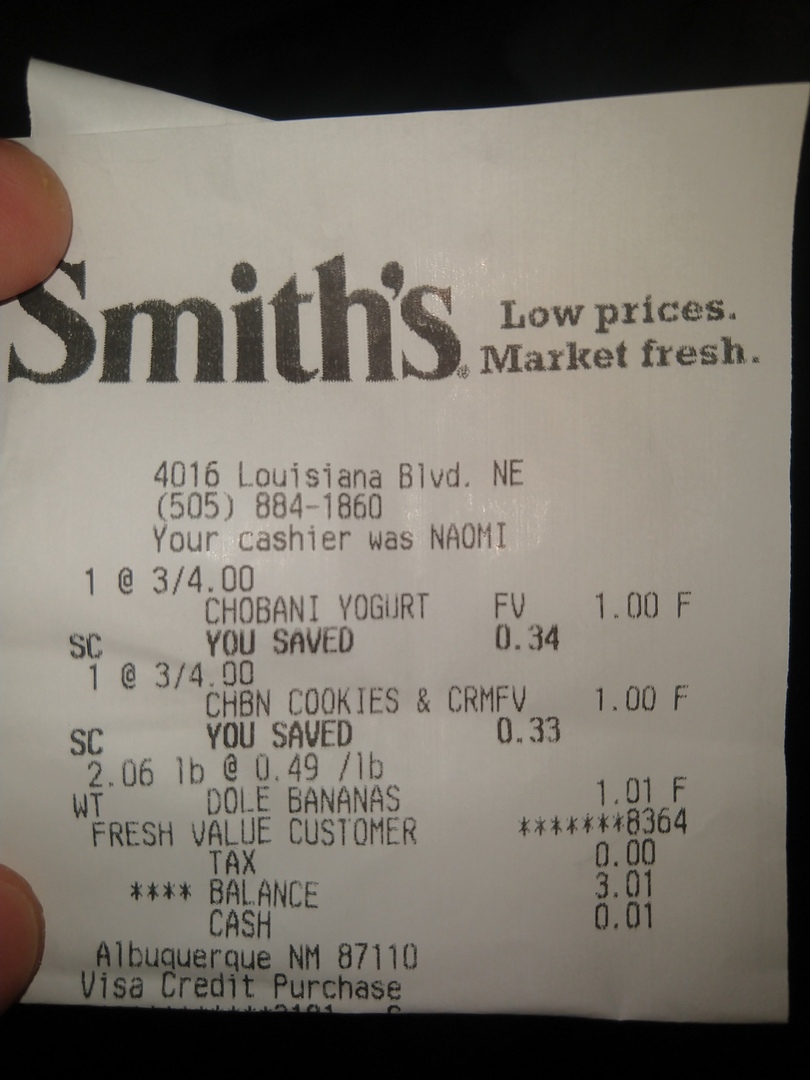 Smith's® Low prices.
Market fresh.
4016 Louisiana Blvd. NE
(505) 884-1860
Your cashier was NAOMI
1 @ 3/4.00
CHOBANI YOGURT FV 1.00 F
SC YOU SAVED 0.34
1 @ 3/4.00
CHBN COOKIES & CRMFV 1.00 F
SC YOU SAVED 0.33
2.06 lb @ 0.49 /lb
WT DOLE BANANAS 1.01 F
FRESH VALUE CUSTOMER *******8364
TAX 0.00
**** BALANCE 3.01
CASH 0.01
Albuquerque NM 87110
Visa Credit Purchase